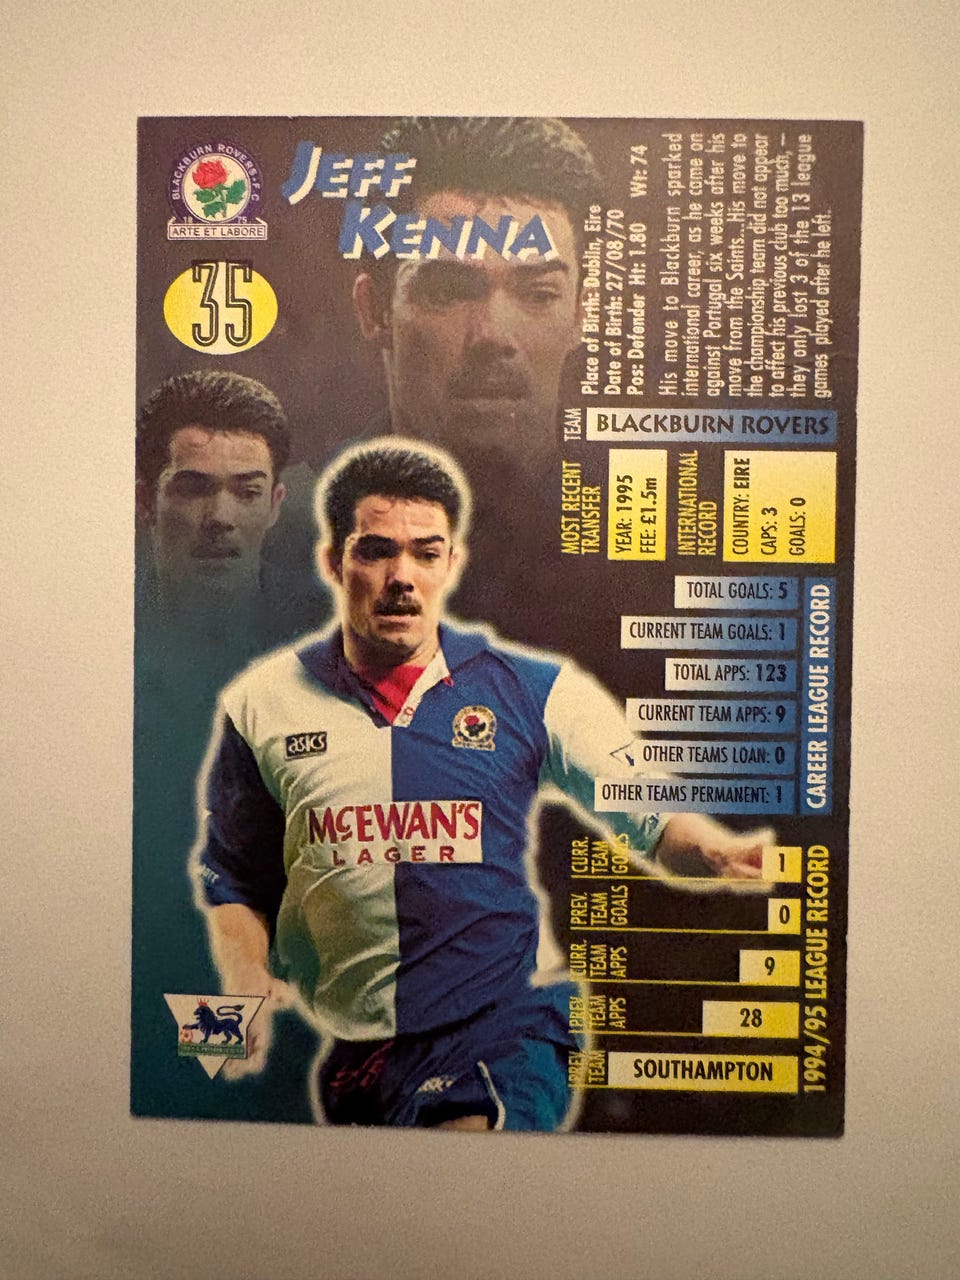 BLACKBURN ROVERS F.C
18 75
ARTE ET LABORE
JEFF
KENNA
35
Place of Birth: Dublin, Eire
Date of Birth: 27/08/70
Pos: Defender Ht: 1.80 Wt: 74
His move to Blackburn sparked
international career, as he came on
against Portugal six weeks after his
move from the Saints...His move to
the championship team did not appear
to affect his previous club too much, –
they only lost 3 of the 13 league
games played after he left.
TEAM
BLACKBURN ROVERS
MOST RECENT
TRANSFER
YEAR: 1995
FEE: £1.5m
INTERNATIONAL
RECORD
COUNTRY: EIRE
CAPS: 3
GOALS: 0
TOTAL GOALS: 5
CURRENT TEAM GOALS: 1
TOTAL APPS: 123
CURRENT TEAM APPS: 9
OTHER TEAMS LOAN: 0
OTHER TEAMS PERMANENT: 1
CAREER LEAGUE RECORD
CURR.
TEAM
GOALS
1
PREV.
TEAM
GOALS
0
CURR.
TEAM
APPS
9
PREV.
TEAM
APPS
28
PREV.
TEAM
SOUTHAMPTON
1994/95 LEAGUE RECORD
asics
McEWAN'S
LAGER